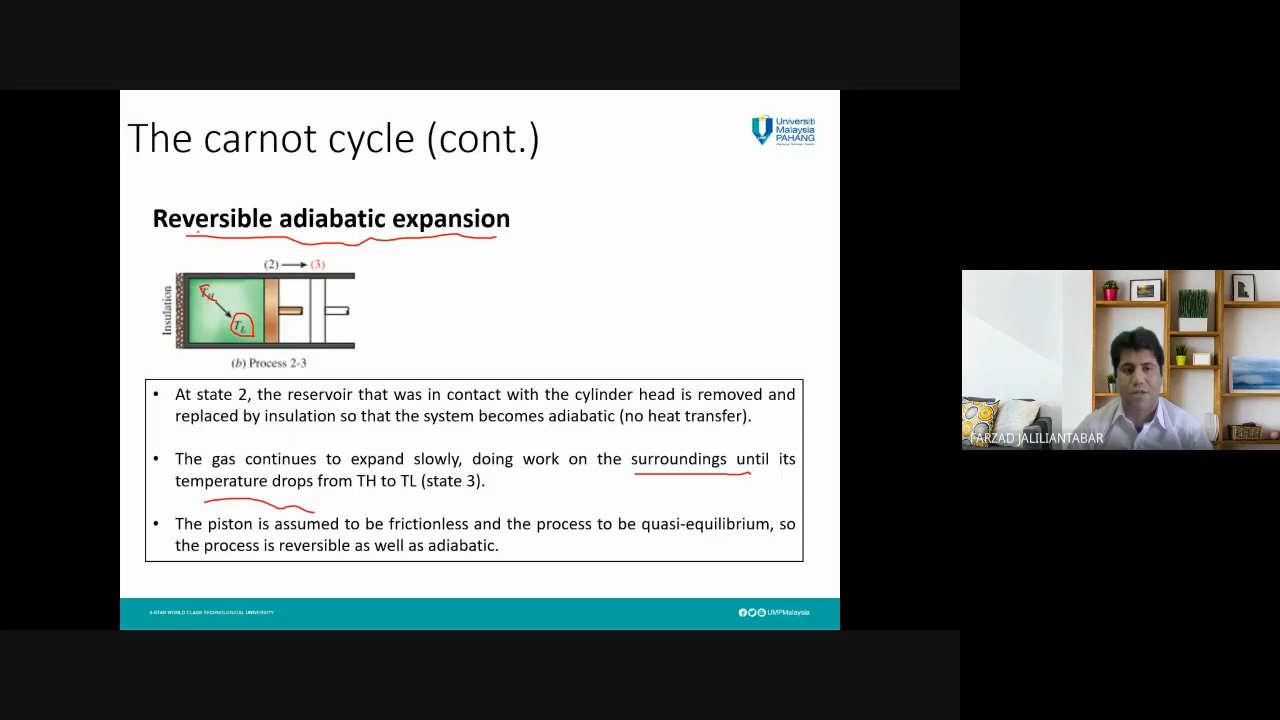 The carnot cycle (cont.)
Universiti
Malaysia
PAHANG
Reversible adiabatic expansion
(2) → (3)
Insulation
TH
TL
(b) Process 2-3
• At state 2, the reservoir that was in contact with the cylinder head is removed and
replaced by insulation so that the system becomes adiabatic (no heat transfer).
• The gas continues to expand slowly, doing work on the surroundings until its
temperature drops from TH to TL (state 3).
• The piston is assumed to be frictionless and the process to be quasi-equilibrium, so
the process is reversible as well as adiabatic.
FARZAD JALILIANTABAR
5-STAR WORLD CLASS TECHNOLOGICAL UNIVERSITY
UMPMalaysia